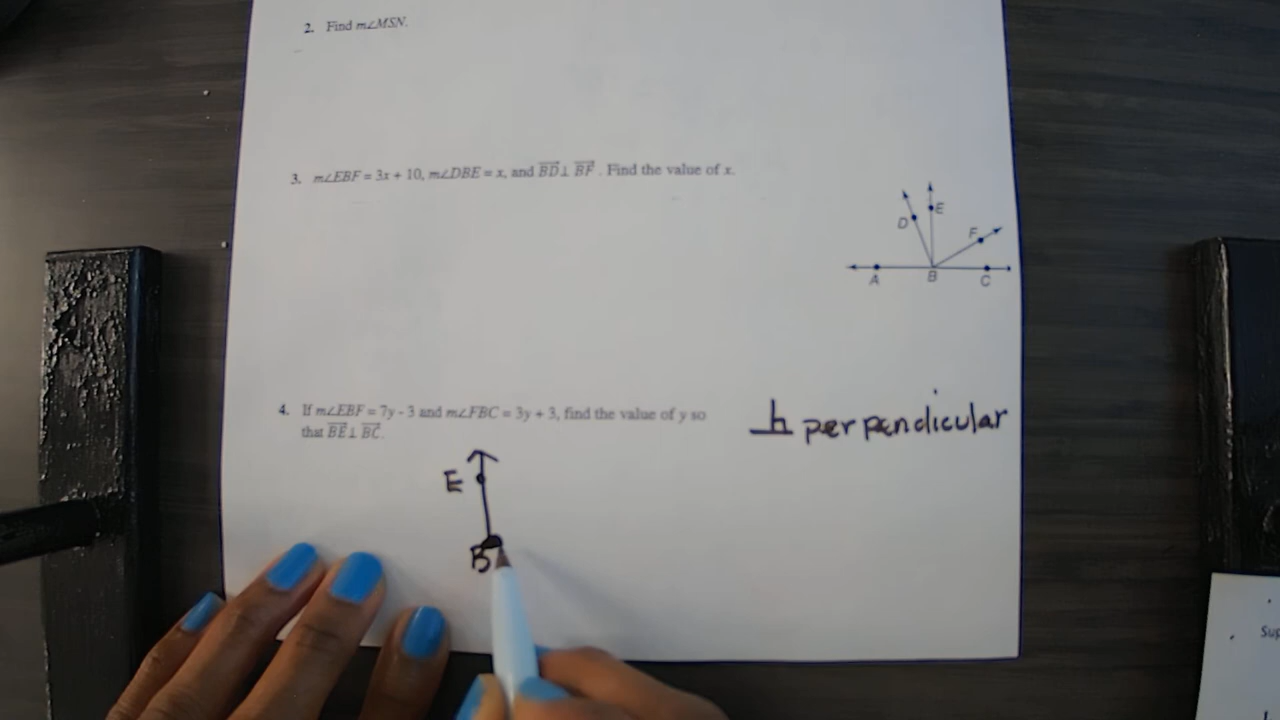 2. Find m∠MSN.
3. m∠EBF = 3x + 10, m∠DBE = x, and BD ⊥ BF . Find the value of x.
D
E
F
A
B
C
4. If m∠EBF = 7y - 3 and m∠FBC = 3y + 3, find the value of y so
that BE ⊥ BC.
perpendicular
E
B
Sup